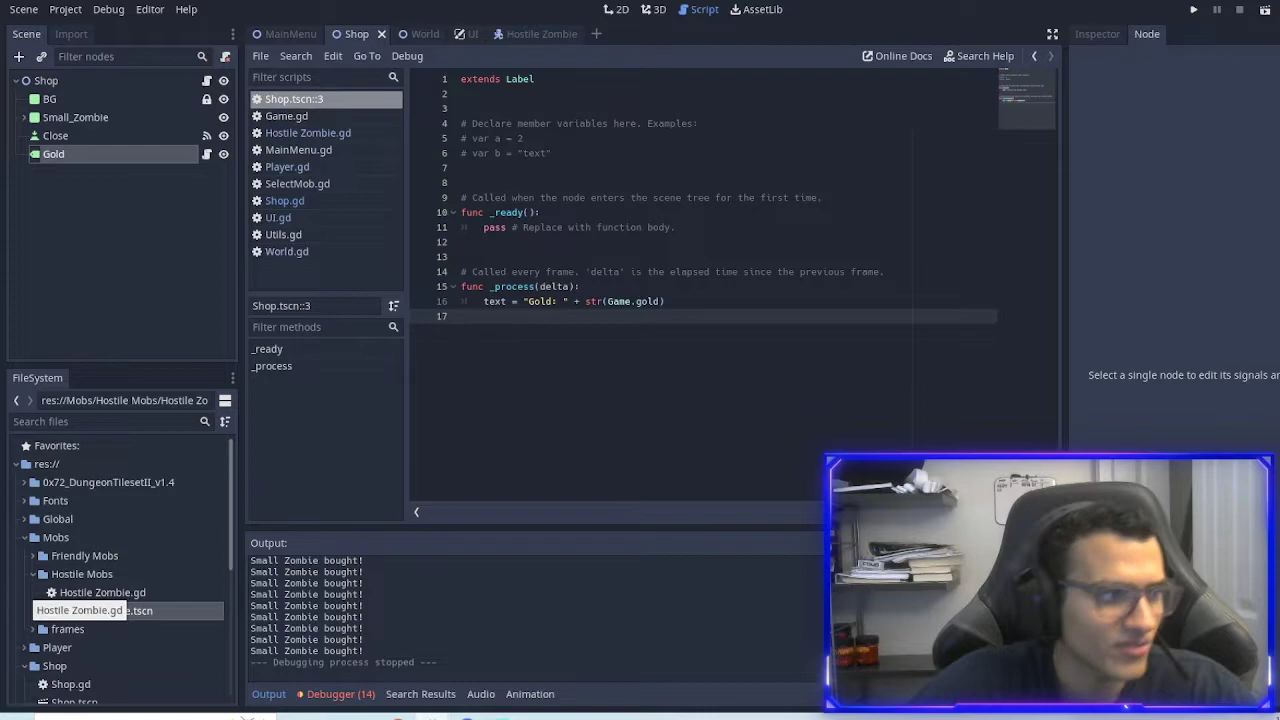 Scene Project Debug Editor Help
2D 3D Script AssetLib
Scene Import
MainMenu Shop World UI Hostile Zombie
Inspector Node
Filter nodes
File Search Edit Go To Debug
Online Docs Search Help
Shop
BG
Small_Zombie
Close
Gold
Filter scripts
Shop.tscn::3
Game.gd
Hostile Zombie.gd
MainMenu.gd
Player.gd
SelectMob.gd
Shop.gd
UI.gd
Utils.gd
World.gd
Shop.tscn::3
Filter methods
_ready
_process
1 extends Label
2
3
4 # Declare member variables here. Examples:
5 # var a = 2
6 # var b = "text"
7
8
9 # Called when the node enters the scene tree for the first time.
10 func _ready():
11 pass # Replace with function body.
12
13
14 # Called every frame. 'delta' is the elapsed time since the previous frame.
15 func _process(delta):
16 text = "Gold: " + str(Game.gold)
17
Select a single node to edit its signals an
FileSystem
res://Mobs/Hostile Mobs/Hostile Zo
Search files
Favorites:
res://
0x72_DungeonTilesetII_v1.4
Fonts
Global
Mobs
Friendly Mobs
Hostile Mobs
Hostile Zombie.gd
Hostile Zombie.gd e.tscn
frames
Player
Shop
Shop.gd
Shop.tscn
Output:
Small Zombie bought!
Small Zombie bought!
Small Zombie bought!
Small Zombie bought!
Small Zombie bought!
Small Zombie bought!
Small Zombie bought!
Small Zombie bought!
Small Zombie bought!
--- Debugging process stopped ---
Output Debugger (14) Search Results Audio Animation